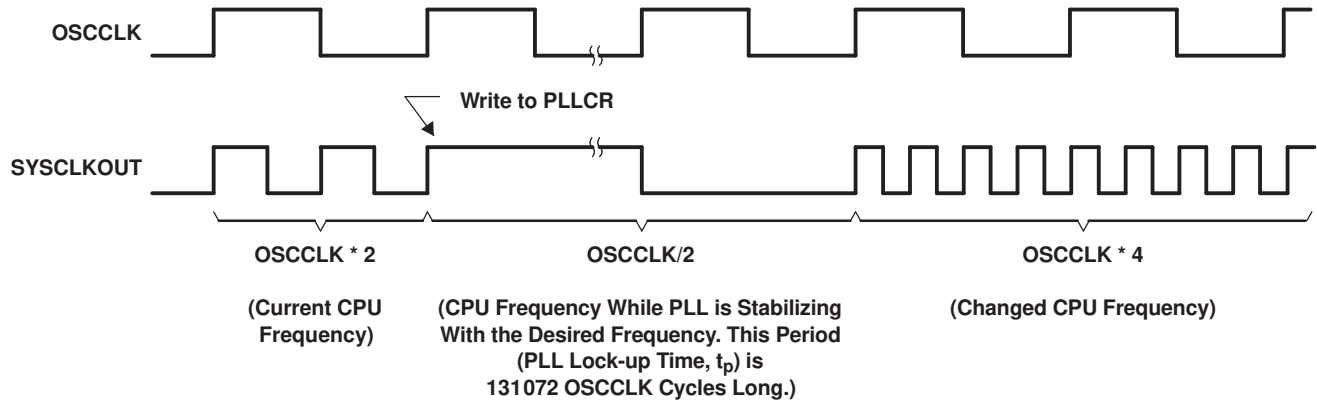 OSCCLK
Write to PLLCR
SYSCLKOUT
OSCCLK * 2
(Current CPU
Frequency)
OSCCLK/2
(CPU Frequency While PLL is Stabilizing
With the Desired Frequency. This Period
(PLL Lock-up Time, tp) is
131072 OSCCLK Cycles Long.)
OSCCLK * 4
(Changed CPU Frequency)